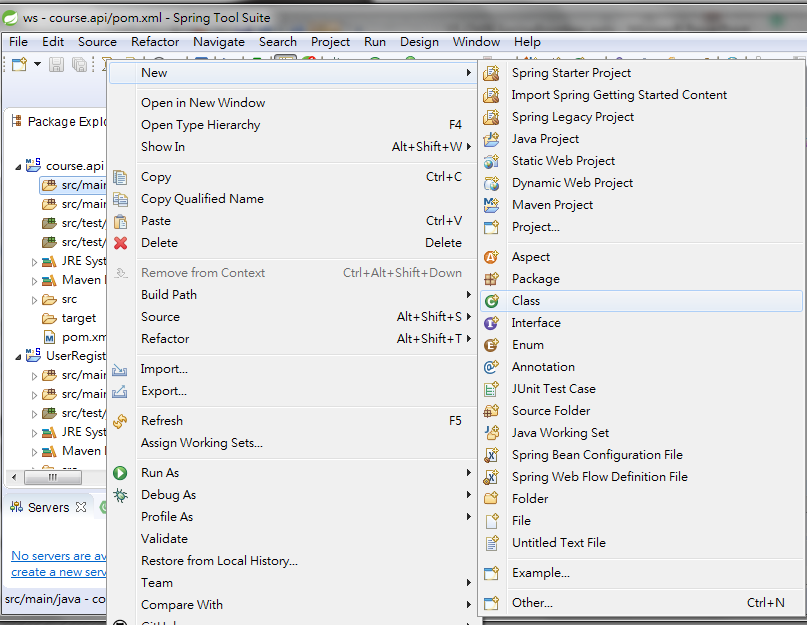 ws - course.api/pom.xml - Spring Tool Suite
File Edit Source Refactor Navigate Search Project Run Design Window Help
Package Explo
course.api
src/main
src/main
src/test/
src/test/
JRE Syst
Maven
src
target
pom.xm
UserRegist
src/main
src/main
src/test/
JRE Syst
Maven
Servers
No servers are av
create a new serv
src/main/java - co
New
Open in New Window
Open Type Hierarchy F4
Show In Alt+Shift+W
Copy Ctrl+C
Copy Qualified Name
Paste Ctrl+V
Delete Delete
Remove from Context Ctrl+Alt+Shift+Down
Build Path
Source Alt+Shift+S
Refactor Alt+Shift+T
Import...
Export...
Refresh F5
Assign Working Sets...
Run As
Debug As
Profile As
Validate
Restore from Local History...
Team
Compare With
Spring Starter Project
Import Spring Getting Started Content
Spring Legacy Project
Java Project
Static Web Project
Dynamic Web Project
Maven Project
Project...
Aspect
Package
Class
Interface
Enum
Annotation
JUnit Test Case
Source Folder
Java Working Set
Spring Bean Configuration File
Spring Web Flow Definition File
Folder
File
Untitled Text File
Example...
Other... Ctrl+N